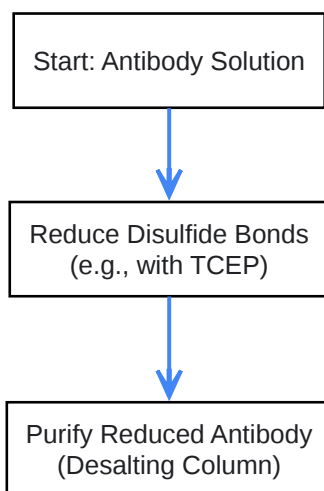 Start: Antibody Solution
Reduce Disulfide Bonds
(e.g., with TCEP)
Purify Reduced Antibody
(Desalting Column)